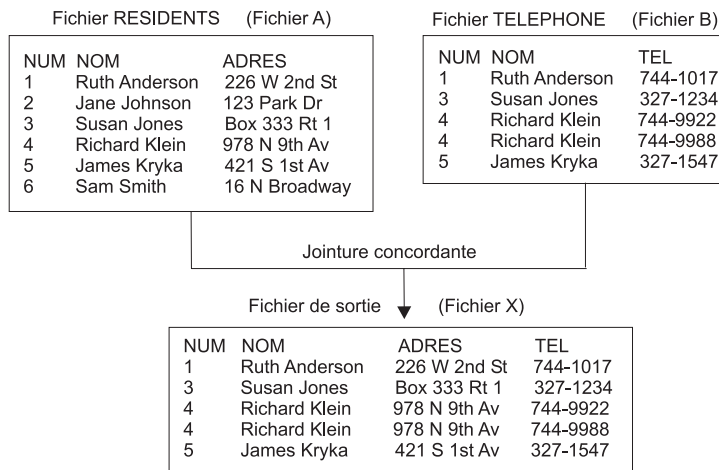 Fichier RESIDENTS (Fichier A)
NUM NOM ADRES
1 Ruth Anderson 226 W 2nd St
2 Jane Johnson 123 Park Dr
3 Susan Jones Box 333 Rt 1
4 Richard Klein 978 N 9th Av
5 James Kryka 421 S 1st Av
6 Sam Smith 16 N Broadway
Fichier TELEPHONE (Fichier B)
NUM NOM TEL
1 Ruth Anderson 744-1017
3 Susan Jones 327-1234
4 Richard Klein 744-9922
4 Richard Klein 744-9988
5 James Kryka 327-1547
Jointure concordante
Fichier de sortie (Fichier X)
NUM NOM ADRES TEL
1 Ruth Anderson 226 W 2nd St 744-1017
3 Susan Jones Box 333 Rt 1 327-1234
4 Richard Klein 978 N 9th Av 744-9922
4 Richard Klein 978 N 9th Av 744-9988
5 James Kryka 421 S 1st Av 327-1547